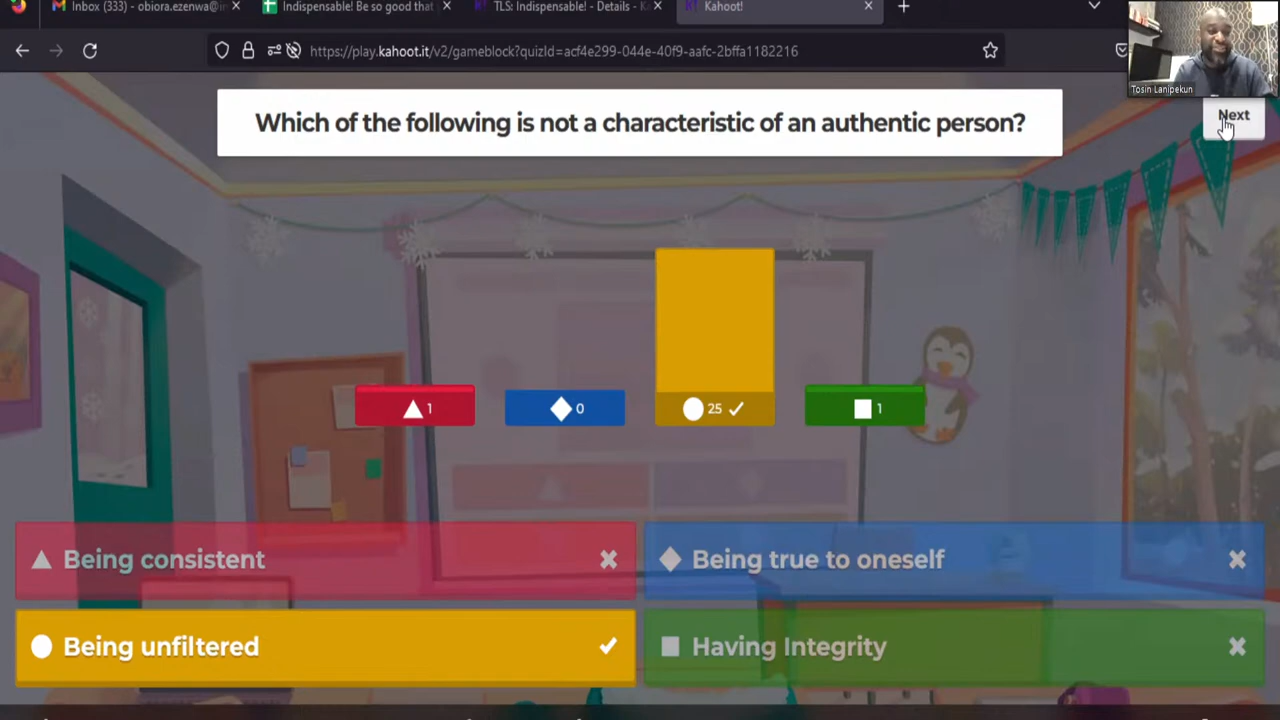 Inbox (333) - obiora.ezenwa@i
Indispensable! Be so good that
TLS: Indispensable! - Details - K
Kahoot!
https://play.kahoot.it/v2/gameblock?quizId=acf4e299-044e-40f9-aafc-2bffa1182216
Tosin Lanipekun
Which of the following is not a characteristic of an authentic person?
Next
1
0
25
1
Being consistent
Being true to oneself
Being unfiltered
Having Integrity